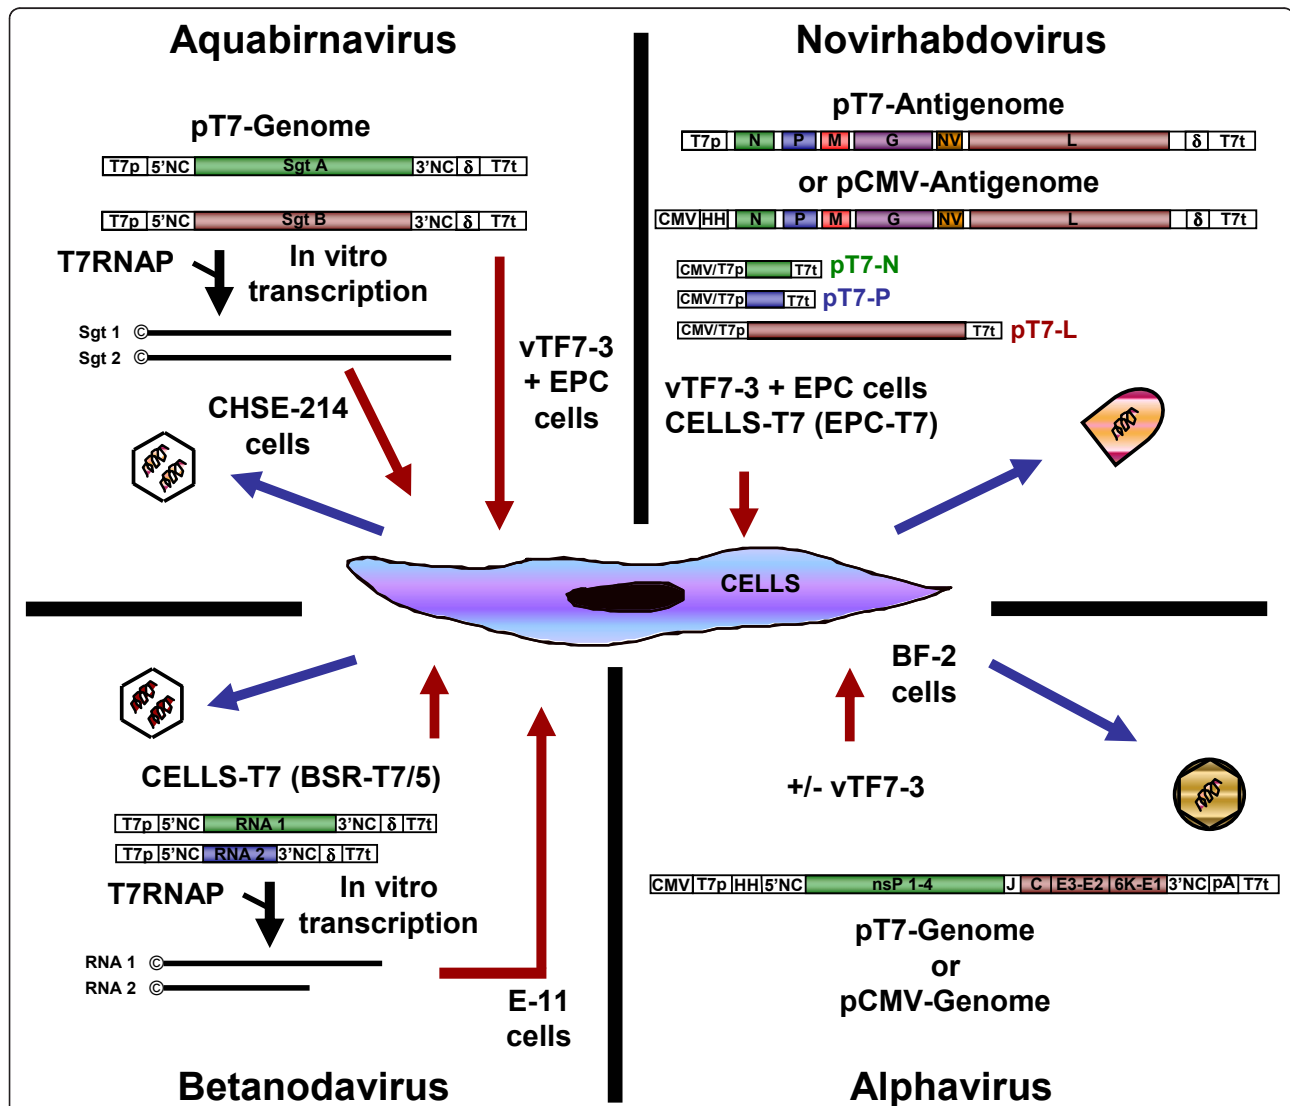 Aquabirnavirus
pT7-Genome
T7p 5'NC Sgt A 3'NC δ T7t
T7p 5'NC Sgt B 3'NC δ T7t
T7RNAP
In vitro
transcription
Sgt 1 ©
Sgt 2 ©
CHSE-214
cells
vTF7-3
+ EPC
cells
Novirhabdovirus
pT7-Antigenome
T7p N P M G NV L δ T7t
or pCMV-Antigenome
CMV HH N P M G NV L δ T7t
CMV/T7p T7t pT7-N
CMV/T7p T7t pT7-P
CMV/T7p T7t pT7-L
vTF7-3 + EPC cells
CELLS-T7 (EPC-T7)
CELLS
CELLS-T7 (BSR-T7/5)
T7p 5'NC RNA 1 3'NC δ T7t
T7p 5'NC RNA 2 3'NC δ T7t
T7RNAP
In vitro
transcription
RNA 1 ©
RNA 2 ©
E-11
cells
Betanodavirus
BF-2
cells
+/- vTF7-3
CMV T7p HH 5'NC nsP 1-4 J C E3-E2 6K-E1 3'NC pA T7t
pT7-Genome
or
pCMV-Genome
Alphavirus